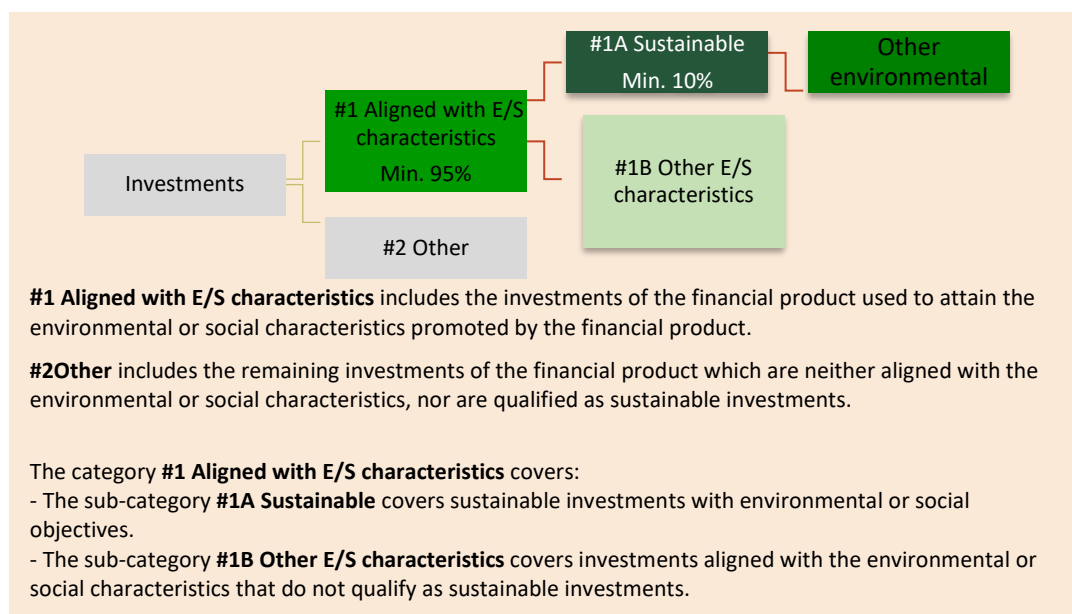 #1A Sustainable
Min. 10%
Other
environmental
#1 Aligned with E/S
characteristics
Min. 95%
#1B Other E/S
characteristics
Investments
#2 Other
#1 Aligned with E/S characteristics includes the investments of the financial product used to attain the
environmental or social characteristics promoted by the financial product.
#2Other includes the remaining investments of the financial product which are neither aligned with the
environmental or social characteristics, nor are qualified as sustainable investments.
The category #1 Aligned with E/S characteristics covers:
- The sub-category #1A Sustainable covers sustainable investments with environmental or social
objectives.
- The sub-category #1B Other E/S characteristics covers investments aligned with the environmental or
social characteristics that do not qualify as sustainable investments.